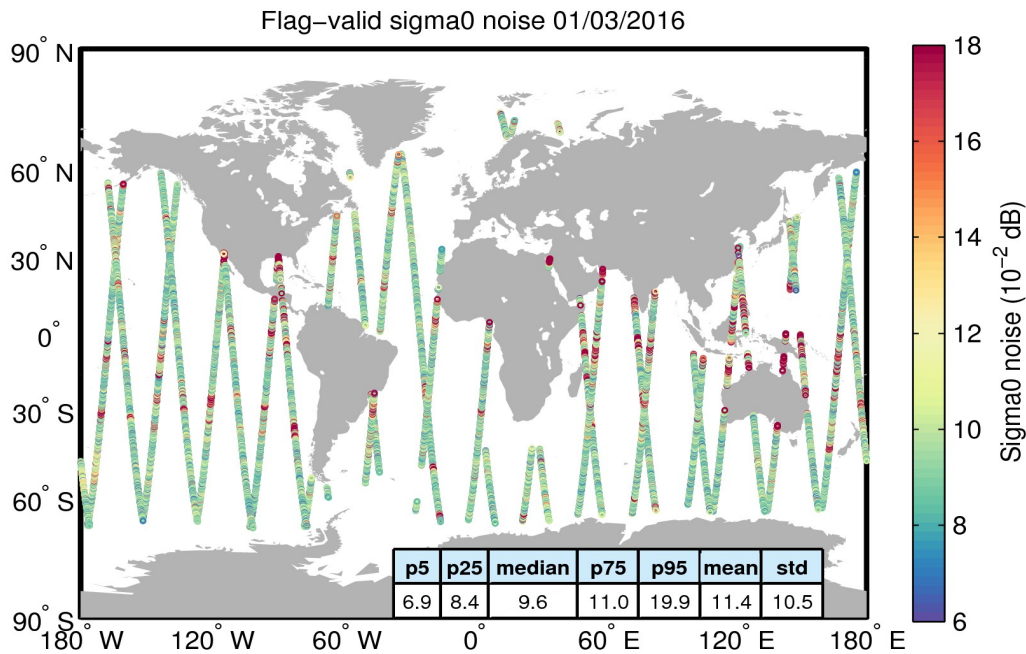 Flag−valid sigma0 noise 01/03/2016
90° N
60° N
30° N
0°
30° S
60° S
90° S
180° W
120° W
60° W
0°
60° E
120° E
180° E
p5 p25 median p75 p95 mean std
6.9 8.4 9.6 11.0 19.9 11.4 10.5
18
16
14
12
10
8
6
Sigma0 noise (10⁻² dB)